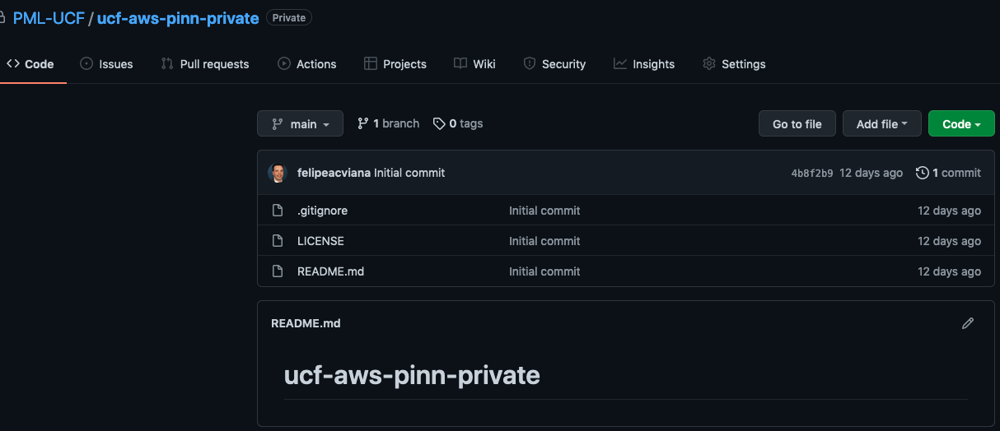 PML-UCF / ucf-aws-pinn-private Private
Code Issues Pull requests Actions Projects Wiki Security Insights Settings
main 1 branch 0 tags Go to file Add file Code
felipeacviana Initial commit 4b8f2b9 12 days ago 1 commit
.gitignore Initial commit 12 days ago
LICENSE Initial commit 12 days ago
README.md Initial commit 12 days ago
README.md
ucf-aws-pinn-private